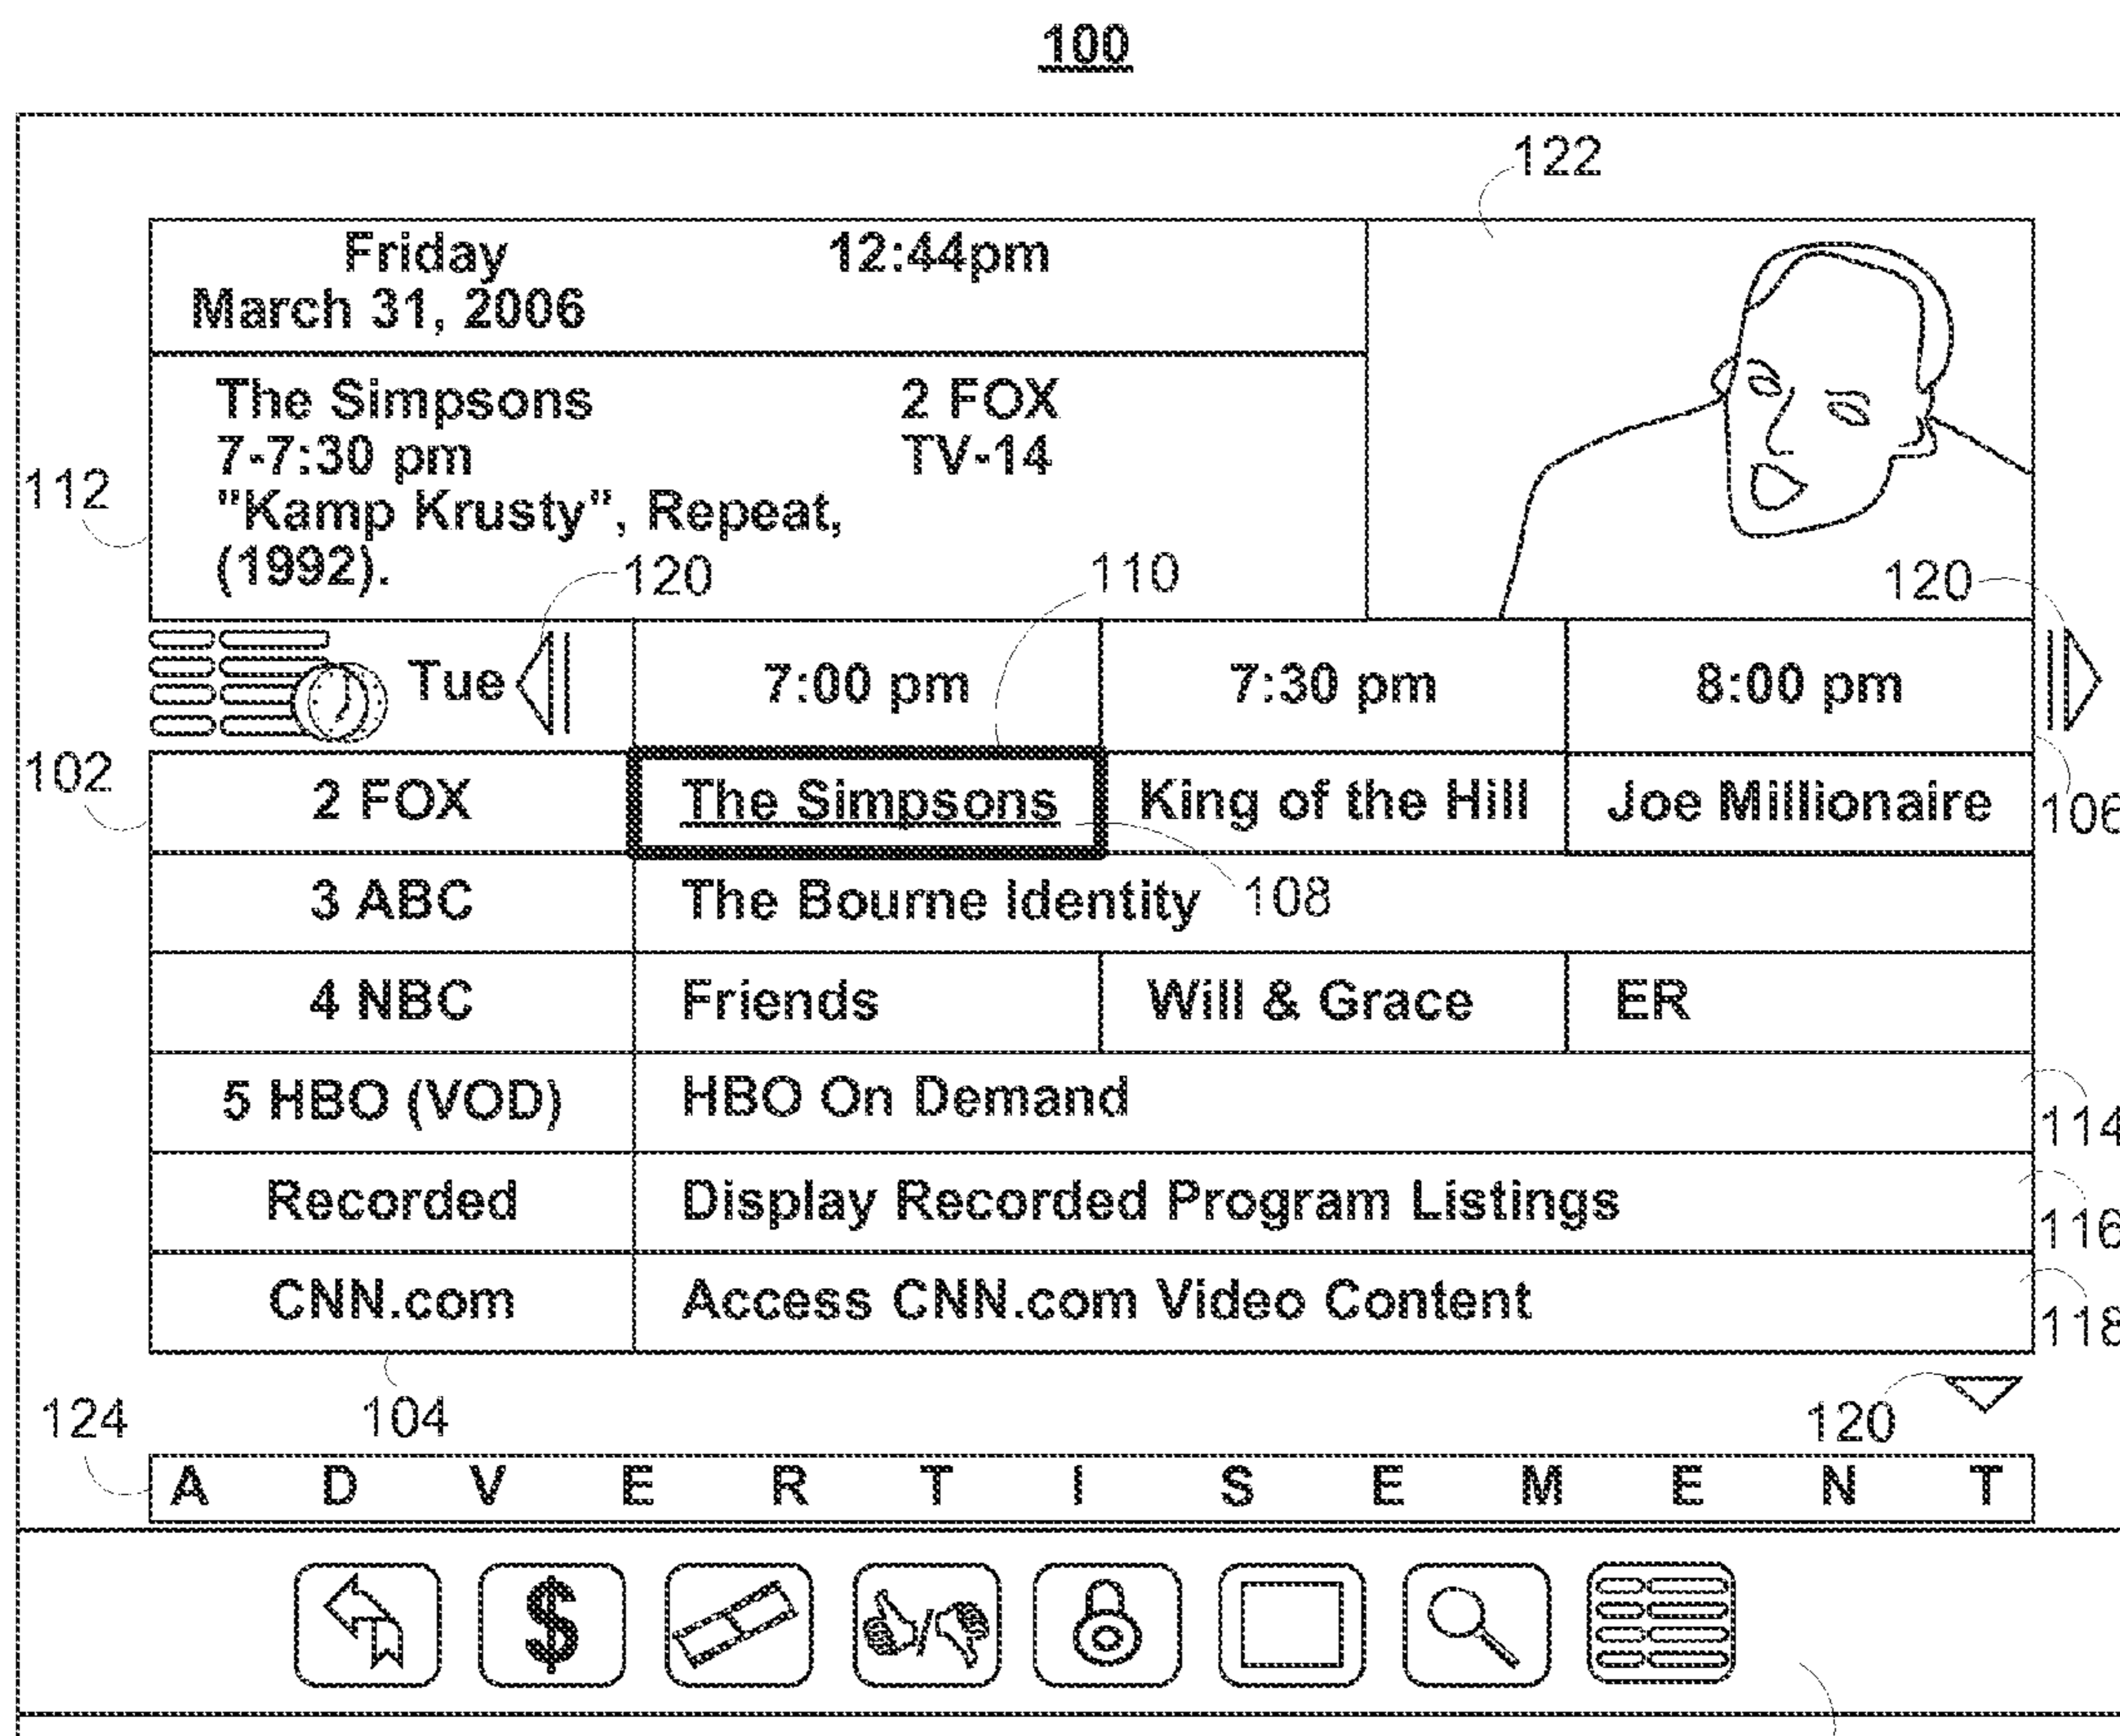 100
122
Friday 12:44pm
March 31, 2006
The Simpsons 2 FOX
7-7:30 pm TV-14
112
"Kamp Krusty", Repeat,
(1992).
120 110 120
Tue 7:00 pm 7:30 pm 8:00 pm
102
2 FOX The Simpsons King of the Hill Joe Millionaire
106
3 ABC The Bourne Identity 108
4 NBC Friends Will & Grace ER
5 HBO (VOD) HBO On Demand
114
Recorded Display Recorded Program Listings
116
CNN.com Access CNN.com Video Content
118
124 104 120
A D V E R T I S E M E N T
$